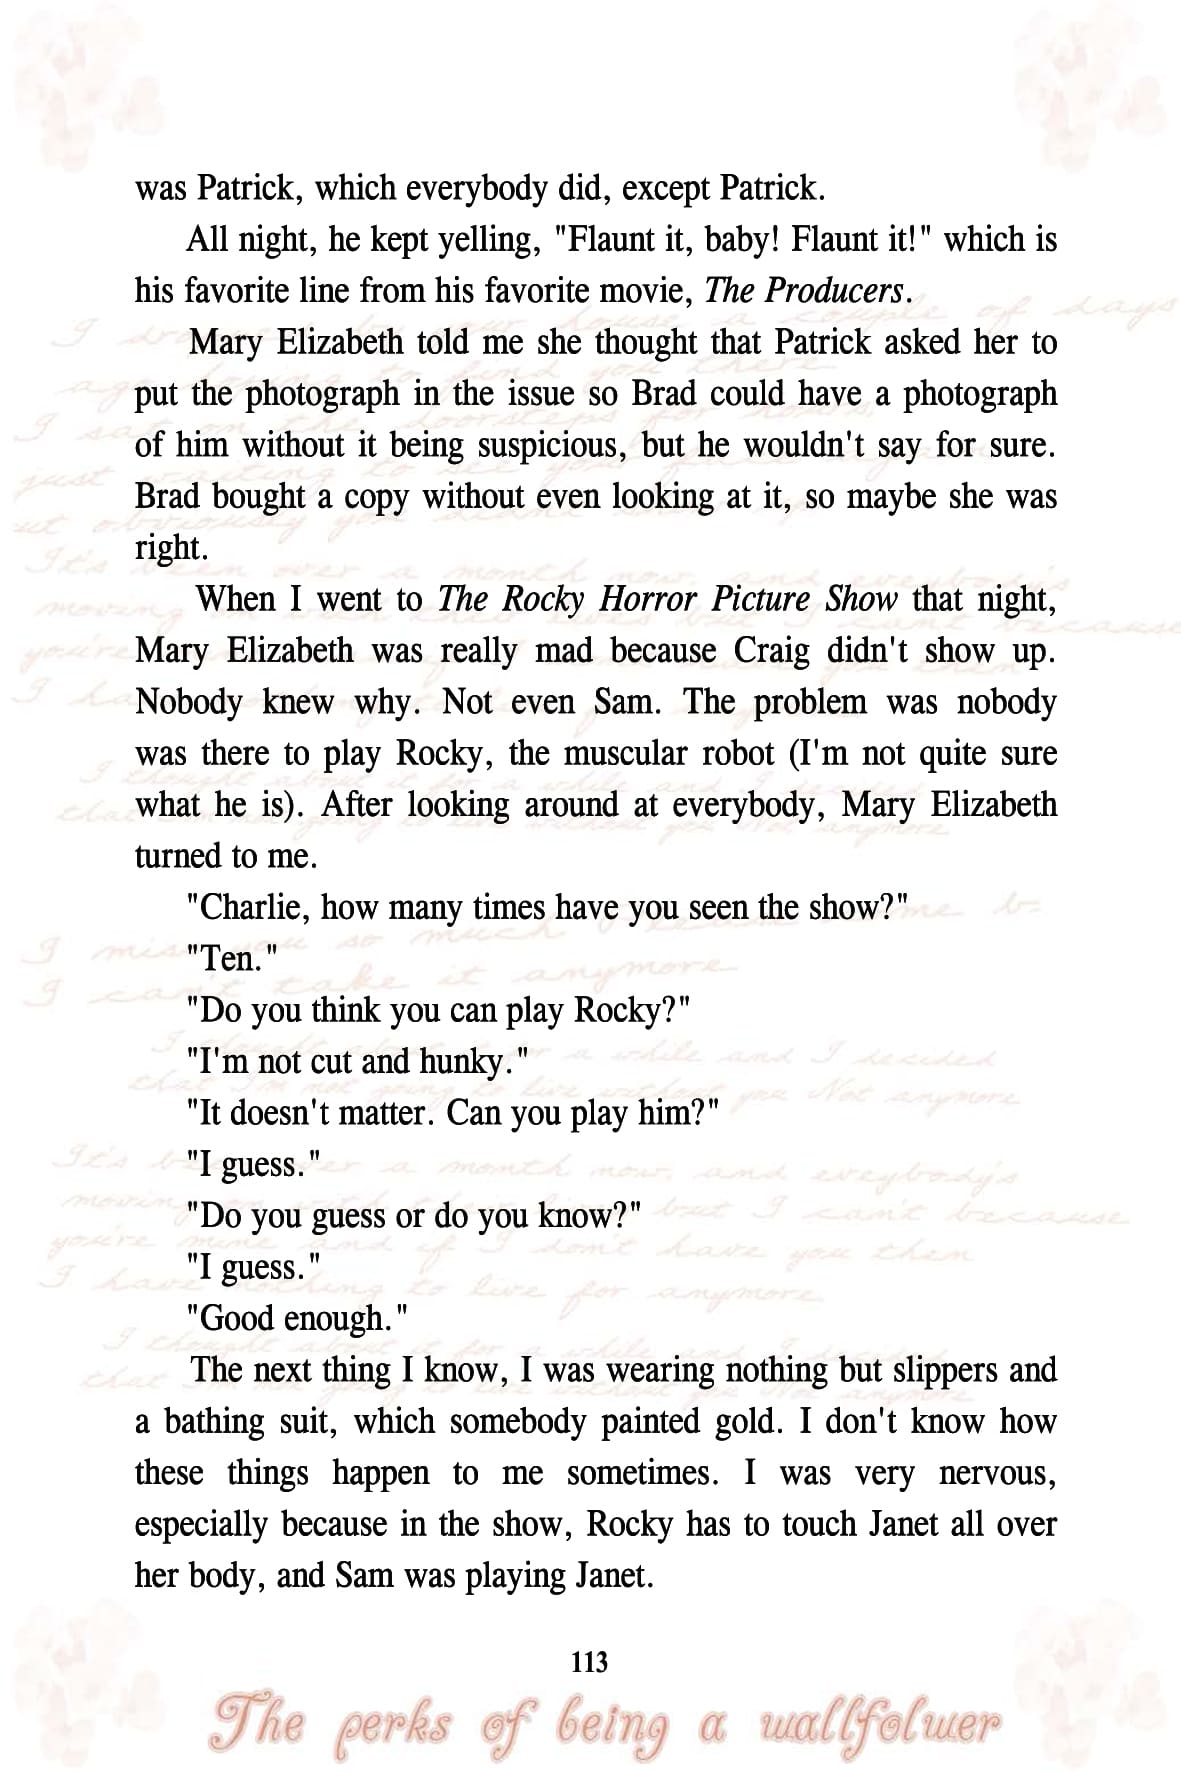 was Patrick, which everybody did, except Patrick.
All night, he kept yelling, "Flaunt it, baby! Flaunt it!" which is
his favorite line from his favorite movie, The Producers.
Mary Elizabeth told me she thought that Patrick asked her to
put the photograph in the issue so Brad could have a photograph
of him without it being suspicious, but he wouldn't say for sure.
Brad bought a copy without even looking at it, so maybe she was
right.
When I went to The Rocky Horror Picture Show that night,
Mary Elizabeth was really mad because Craig didn't show up.
Nobody knew why. Not even Sam. The problem was nobody
was there to play Rocky, the muscular robot (I'm not quite sure
what he is). After looking around at everybody, Mary Elizabeth
turned to me.
"Charlie, how many times have you seen the show?"
"Ten."
"Do you think you can play Rocky?"
"I'm not cut and hunky."
"It doesn't matter. Can you play him?"
"I guess."
"Do you guess or do you know?"
"I guess."
"Good enough."
The next thing I know, I was wearing nothing but slippers and
a bathing suit, which somebody painted gold. I don't know how
these things happen to me sometimes. I was very nervous,
especially because in the show, Rocky has to touch Janet all over
her body, and Sam was playing Janet.
113
The perks of being a wallfolwer